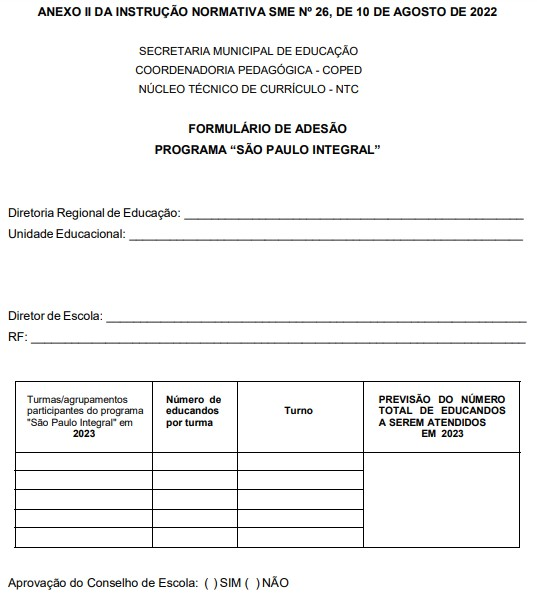 ANEXO II DA INSTRUÇÃO NORMATIVA SME Nº 26, DE 10 DE AGOSTO DE 2022
SECRETARIA MUNICIPAL DE EDUCAÇÃO
COORDENADORIA PEDAGÓGICA - COPED
NÚCLEO TÉCNICO DE CURRÍCULO - NTC
FORMULÁRIO DE ADESÃO
PROGRAMA “SÃO PAULO INTEGRAL”
Diretoria Regional de Educação: ___
Unidade Educacional: ___
Diretor de Escola: ___
RF: ___
Turmas/agrupamentos
participantes do programa
"São Paulo Integral" em
2023
Número de
educandos
por turma
Turno
PREVISÃO DO NÚMERO
TOTAL DE EDUCANDOS
A SEREM ATENDIDOS
EM 2023
Aprovação do Conselho de Escola: ( ) SIM ( ) NÃO